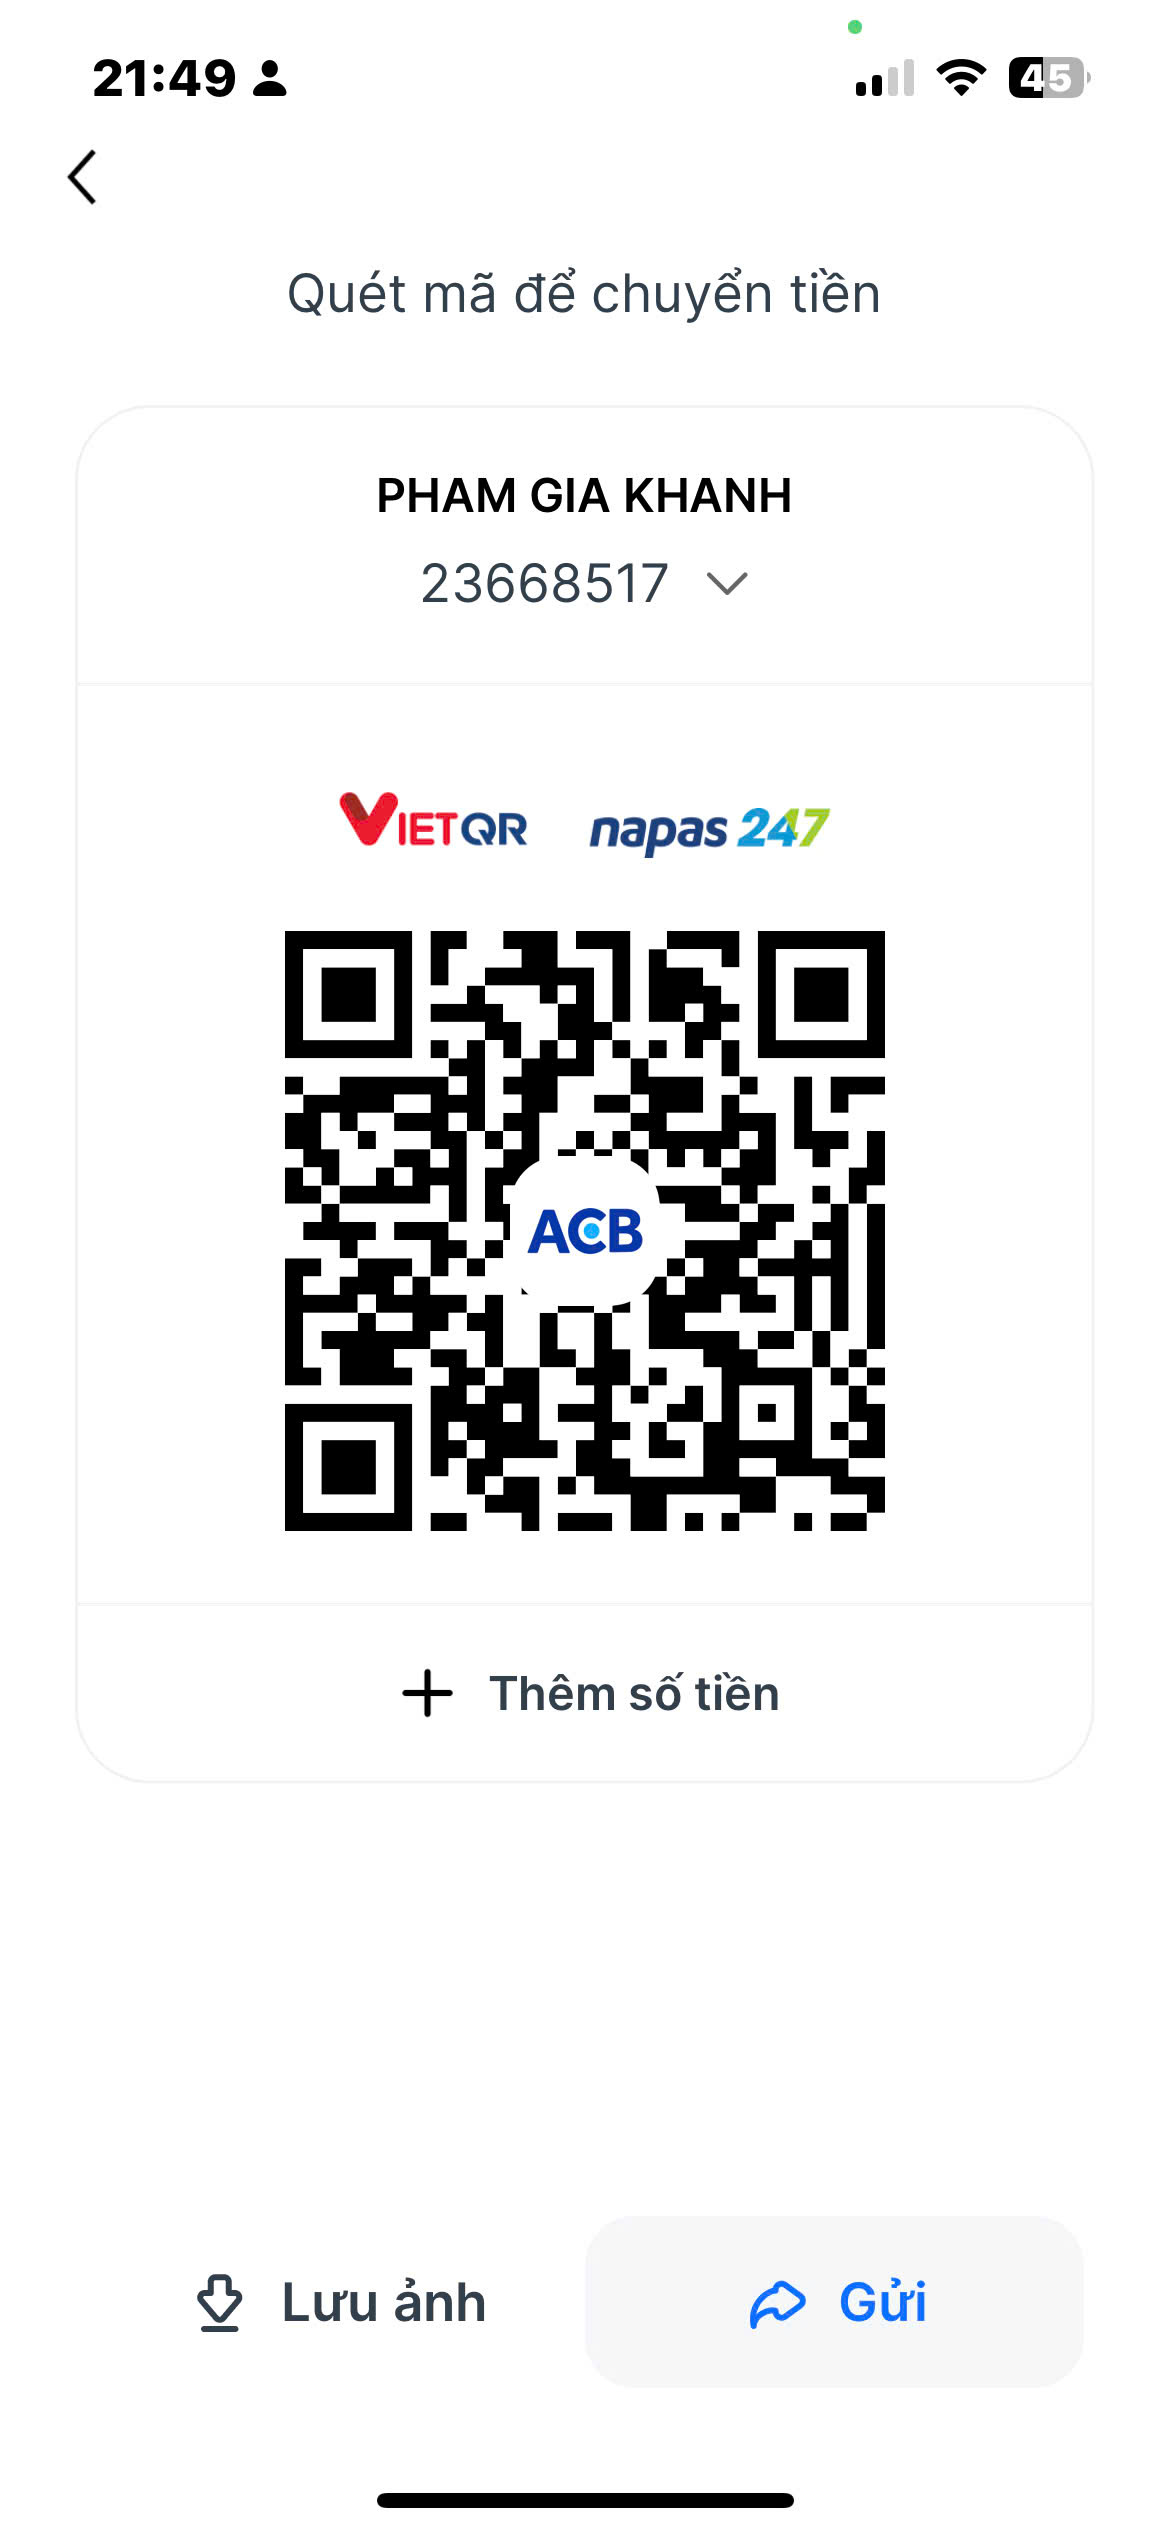 21:49
45
Quét mã để chuyển tiền
PHAM GIA KHANH
23668517
VIETQR napas 247
ACB
Thêm số tiền
Lưu ảnh
Gửi